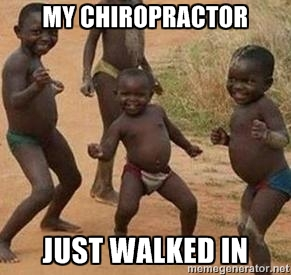 MY CHIROPRACTOR
JUST WALKED IN
memegenerator.net